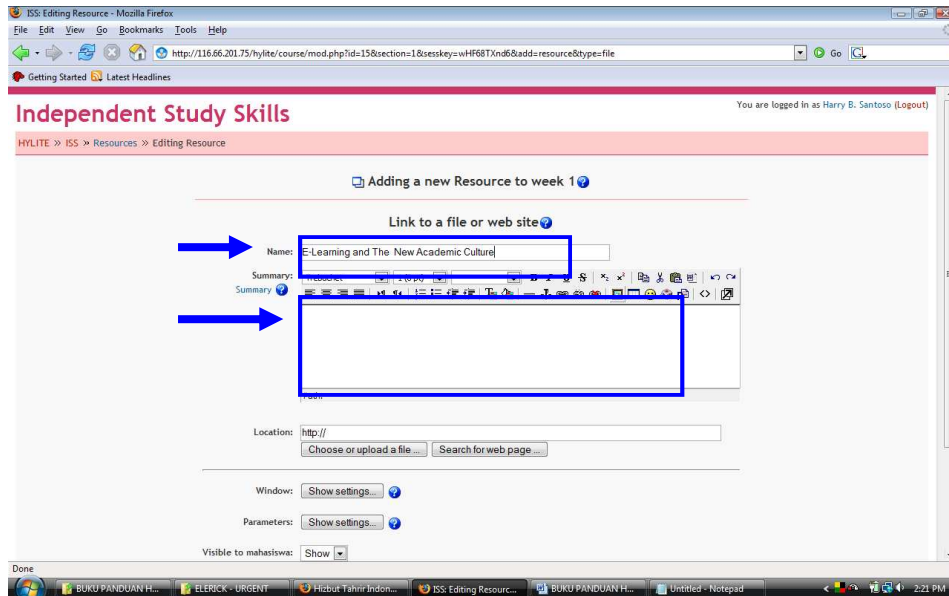 ISS: Editing Resource - Mozilla Firefox
File Edit View Go Bookmarks Tools Help
http://116.66.201.75/hylite/course/mod.php?id=15&section=1&sesskey=wHF68TXnd6&add=resource&type=file
Go
Getting Started Latest Headlines
Independent Study Skills
You are logged in as Harry B. Santoso (Logout)
HYLITE » ISS » Resources » Editing Resource
Adding a new Resource to week 1
Link to a file or web site
Name: E-Learning and The New Academic Culture
Summary:
Summary
Location: http://
Choose or upload a file ... Search for web page ...
Window: Show settings...
Parameters: Show settings...
Visible to mahasiswa: Show
Done
BUKU PANDUAN H... ELERICK - URGENT Hizbut Tahrir Indon... ISS: Editing Resourc... BUKU PANDUAN H... Untitled - Notepad 2:21 PM